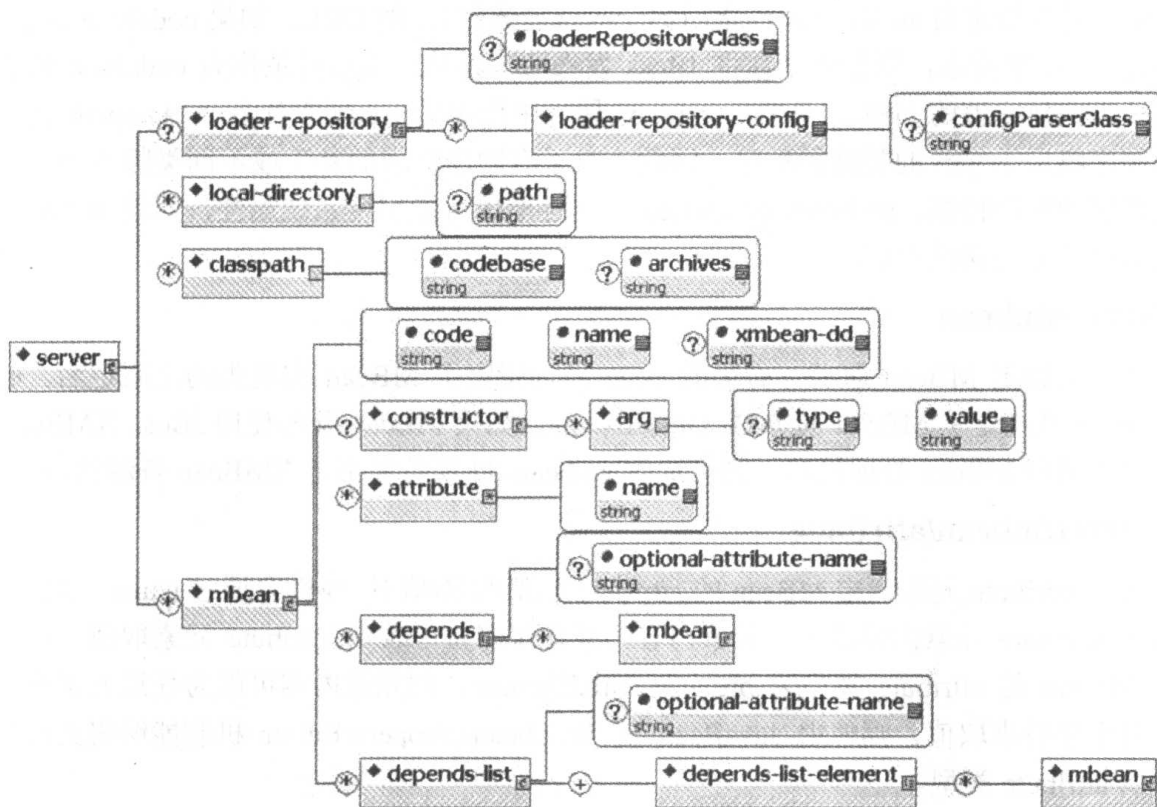 loaderRepositoryClass
string
loader-repository
loader-repository-config
configParserClass
string
local-directory
path
string
classpath
codebase
string
archives
string
server
code
string
name
string
xmbean-dd
string
constructor
arg
type
string
value
string
attribute
name
string
mbean
optional-attribute-name
string
depends
mbean
optional-attribute-name
string
depends-list
depends-list-element
mbean